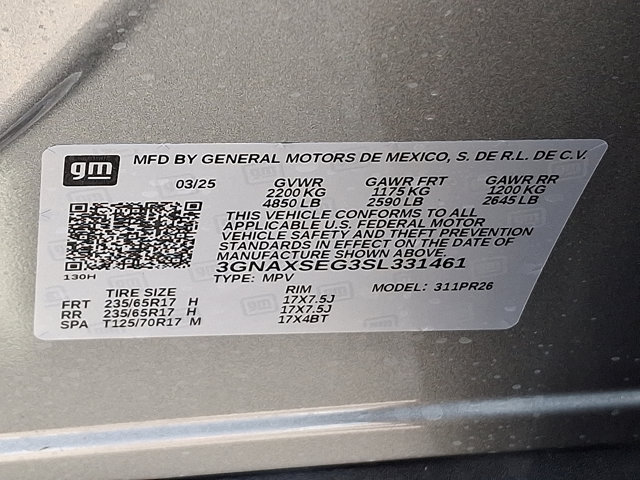 gm
MFD BY GENERAL MOTORS DE MEXICO, S. DE R.L. DE C.V.
03/25 GVWR GAWR FRT GAWR RR
2200 KG 1175 KG 1200 KG
4850 LB 2590 LB 2645 LB
THIS VEHICLE CONFORMS TO ALL
APPLICABLE U.S. FEDERAL MOTOR
VEHICLE SAFETY AND THEFT PREVENTION
STANDARDS IN EFFECT ON THE DATE OF
MANUFACTURE SHOWN ABOVE.
130H 3GNAXSEG3SL331461
TYPE: MPV MODEL: 311PR26
TIRE SIZE RIM
FRT 235/65R17 H 17X7.5J
RR 235/65R17 H 17X7.5J
SPA T125/70R17 M 17X4BT